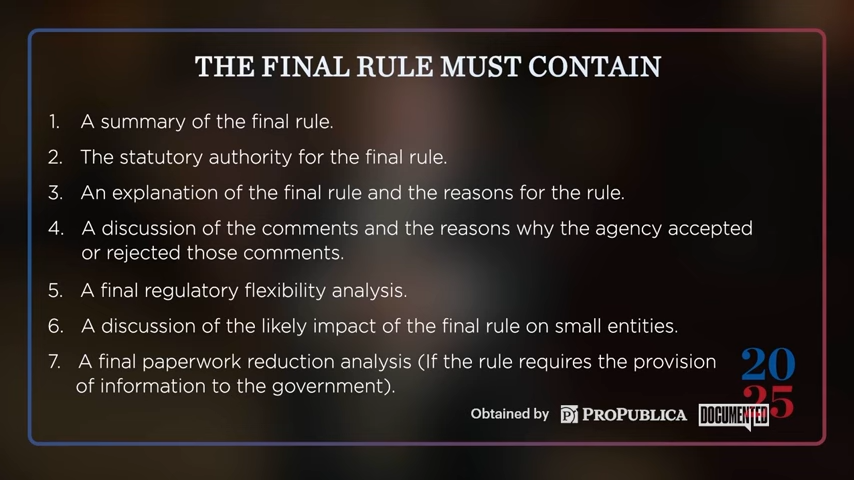 THE FINAL RULE MUST CONTAIN
1. A summary of the final rule.
2. The statutory authority for the final rule.
3. An explanation of the final rule and the reasons for the rule.
4. A discussion of the comments and the reasons why the agency accepted
or rejected those comments.
5. A final regulatory flexibility analysis.
6. A discussion of the likely impact of the final rule on small entities.
7. A final paperwork reduction analysis (If the rule requires the provision
of information to the government).
20
25
Obtained by PROPUBLICA DOCUMENTED